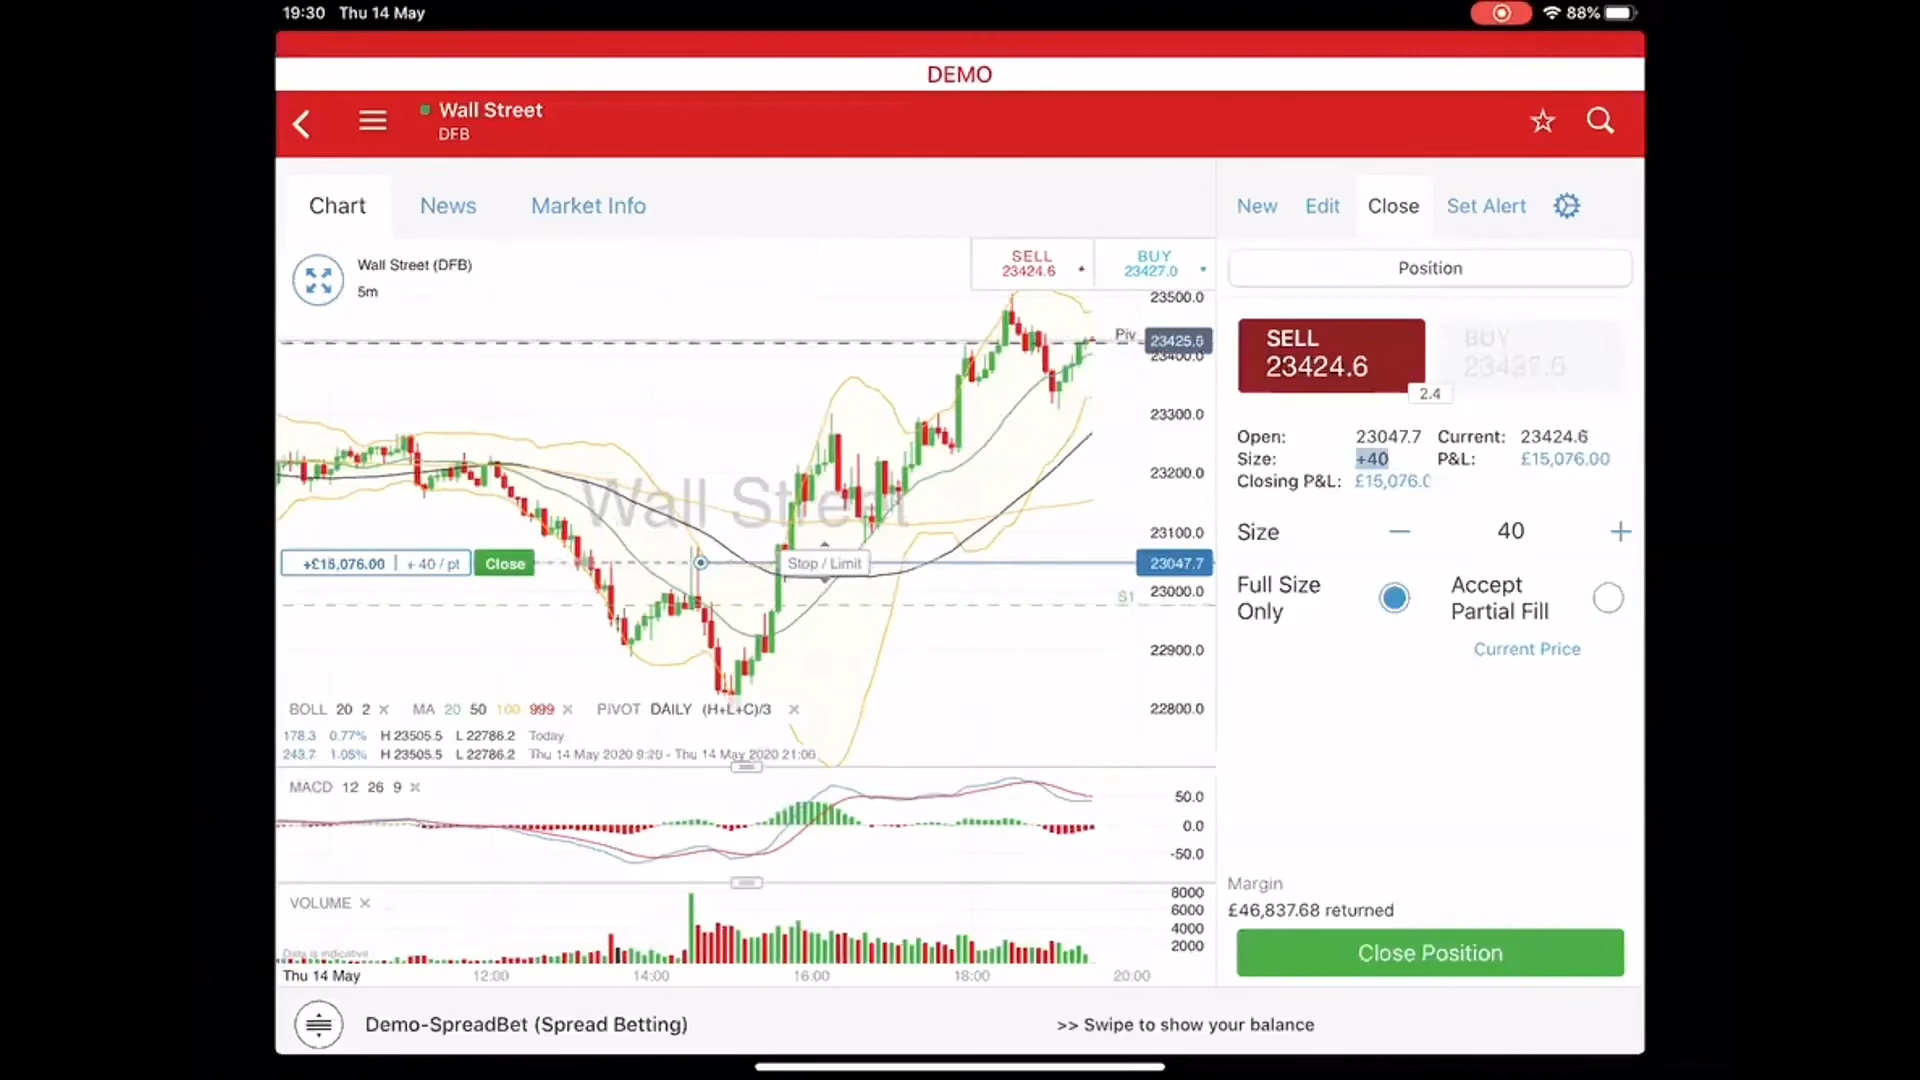 19:30 Thu 14 May
88%
DEMO
Wall Street
DFB
Chart News Market Info
New Edit Close Set Alert
Wall Street (DFB)
5m
SELL
23424.6
BUY
23427.0
Position
SELL
23424.6
BUY
2.4
Open: 23047.7 Current: 23424.6
Size: +40 P&L: £15,076.00
Closing P&L: £15,076.0
Size 40
Full Size
Only
Accept
Partial Fill
Current Price
23500.0
Piv
23425.6
23400.0
23300.0
23200.0
23100.0
23047.7
23000.0
S1
22900.0
22800.0
Wall Street
+£15,076.00 +40/pt Close
Stop / Limit
BOLL 20 2 MA 20 50 100 999 PIVOT DAILY (H+L+C)/3
178.3 0.77% H 23505.5 L 22786.2 Today
243.7 1.05% H 23505.5 L 22786.2 Thu 14 May 2020 9:20 - Thu 14 May 2020 21:00
MACD 12 26 9
50.0
0.0
-50.0
VOLUME
8000
6000
4000
2000
Data is indicative
Thu 14 May 12:00 14:00 16:00 18:00 20:00
Margin
£46,837.68 returned
Close Position
Demo-SpreadBet (Spread Betting)
>> Swipe to show your balance